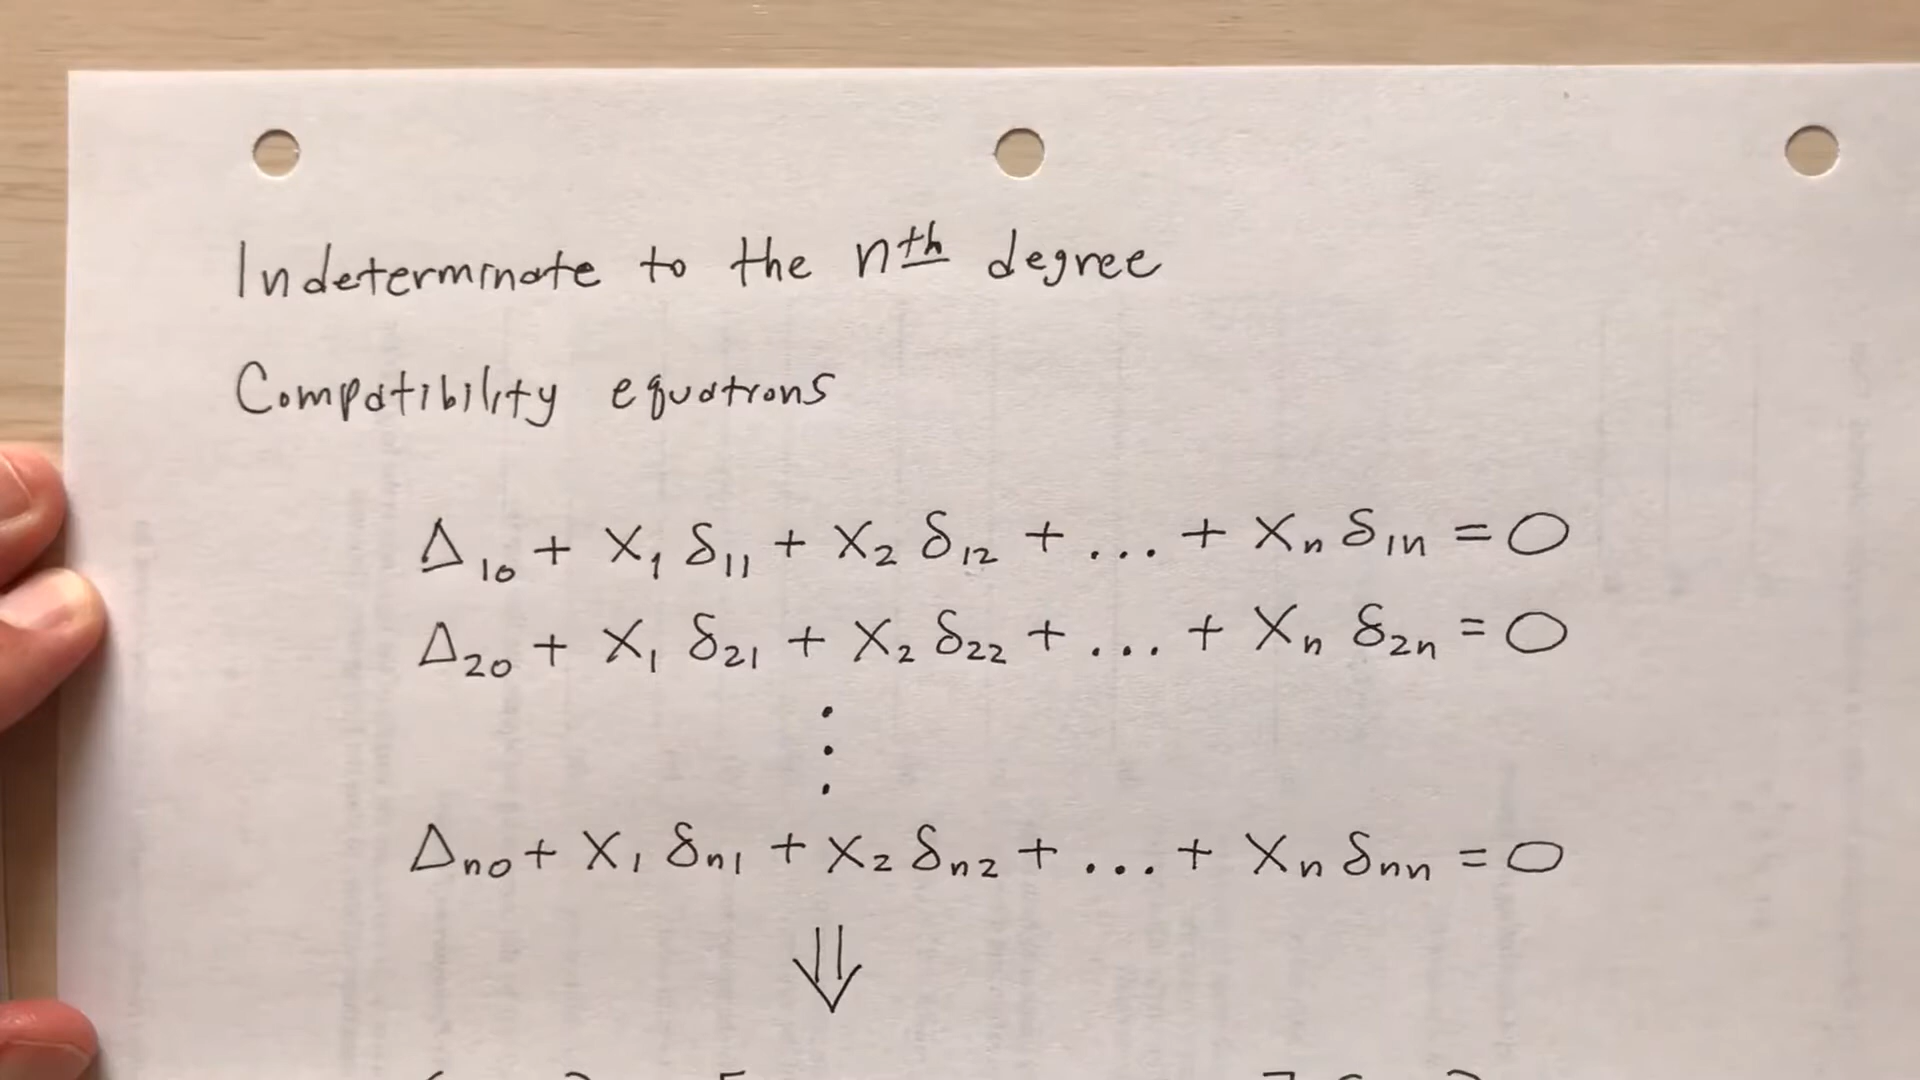 Indeterminate to the nth degree
Compatibility equations
Δ10 + X1 δ11 + X2 δ12 + ... + Xn δ1n = 0
Δ20 + X1 δ21 + X2 δ22 + ... + Xn δ2n = 0
⋮
Δn0 + X1 δn1 + X2 δn2 + ... + Xn δnn = 0
⇓